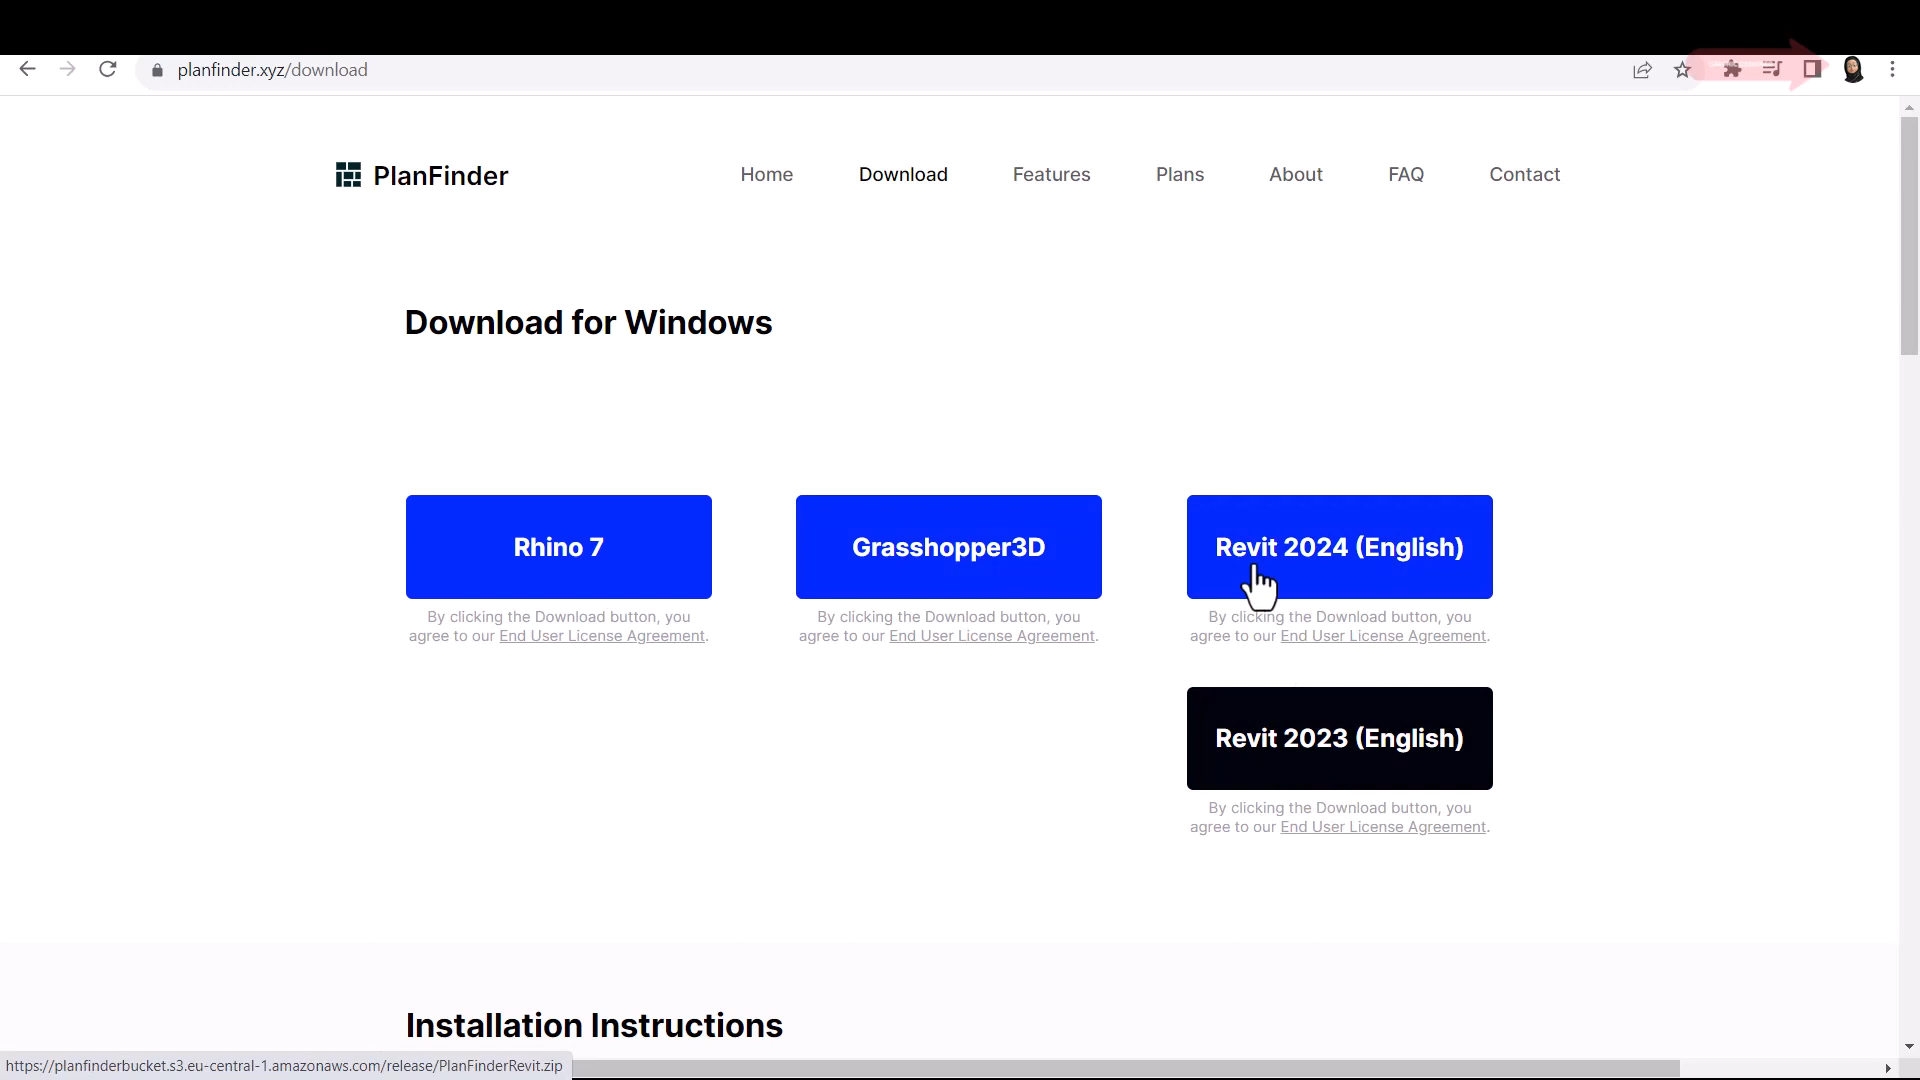 planfinder.xyz/download
PlanFinder
Home Download Features Plans About FAQ Contact
Download for Windows
Rhino 7
By clicking the Download button, you
agree to our End User License Agreement.
Grasshopper3D
By clicking the Download button, you
agree to our End User License Agreement.
Revit 2024 (English)
By clicking the Download button, you
agree to our End User License Agreement.
Revit 2023 (English)
By clicking the Download button, you
agree to our End User License Agreement.
Installation Instructions
https://planfinderbucket.s3.eu-central-1.amazonaws.com/release/PlanFinderRevit.zip